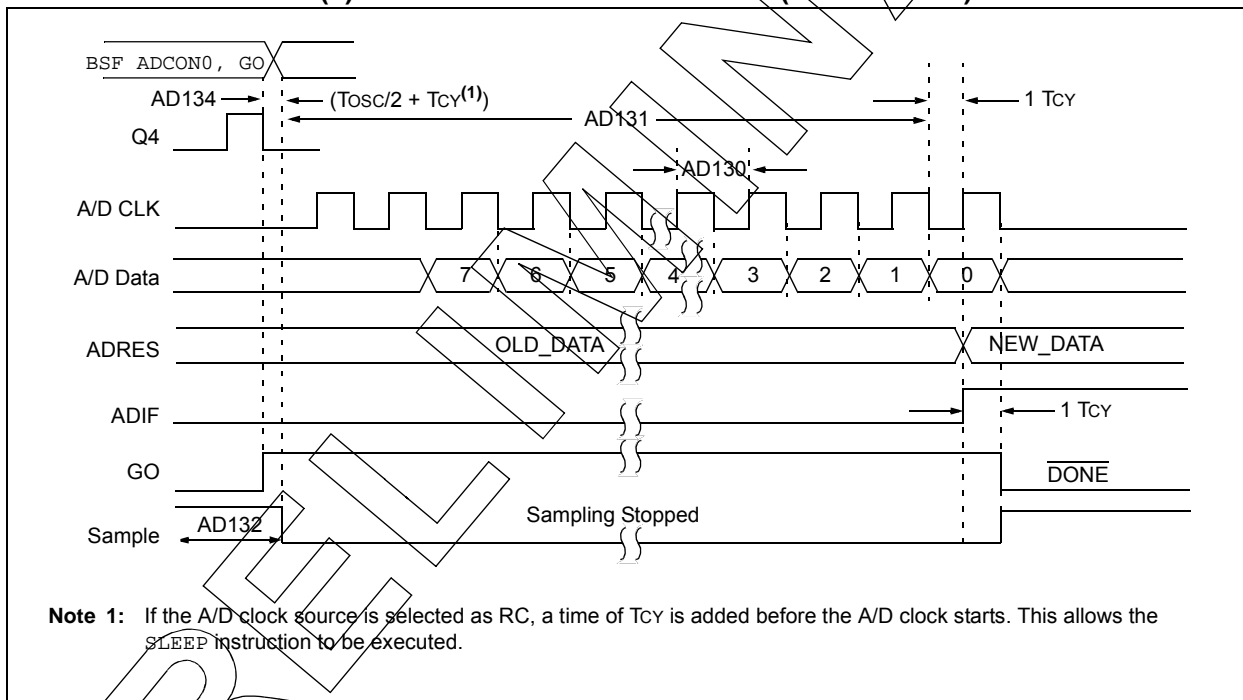 BSF ADCON0, GO
AD134
(TOSC/2 + TCY(1))
AD131
1 TCY
Q4
AD130
A/D CLK
A/D Data
7 6 5 4 3 2 1 0
ADRES
OLD_DATA
NEW_DATA
ADIF
1 TCY
GO
DONE
Sample
AD132
Sampling Stopped
Note 1: If the A/D clock source is selected as RC, a time of TCY is added before the A/D clock starts. This allows the
SLEEP instruction to be executed.